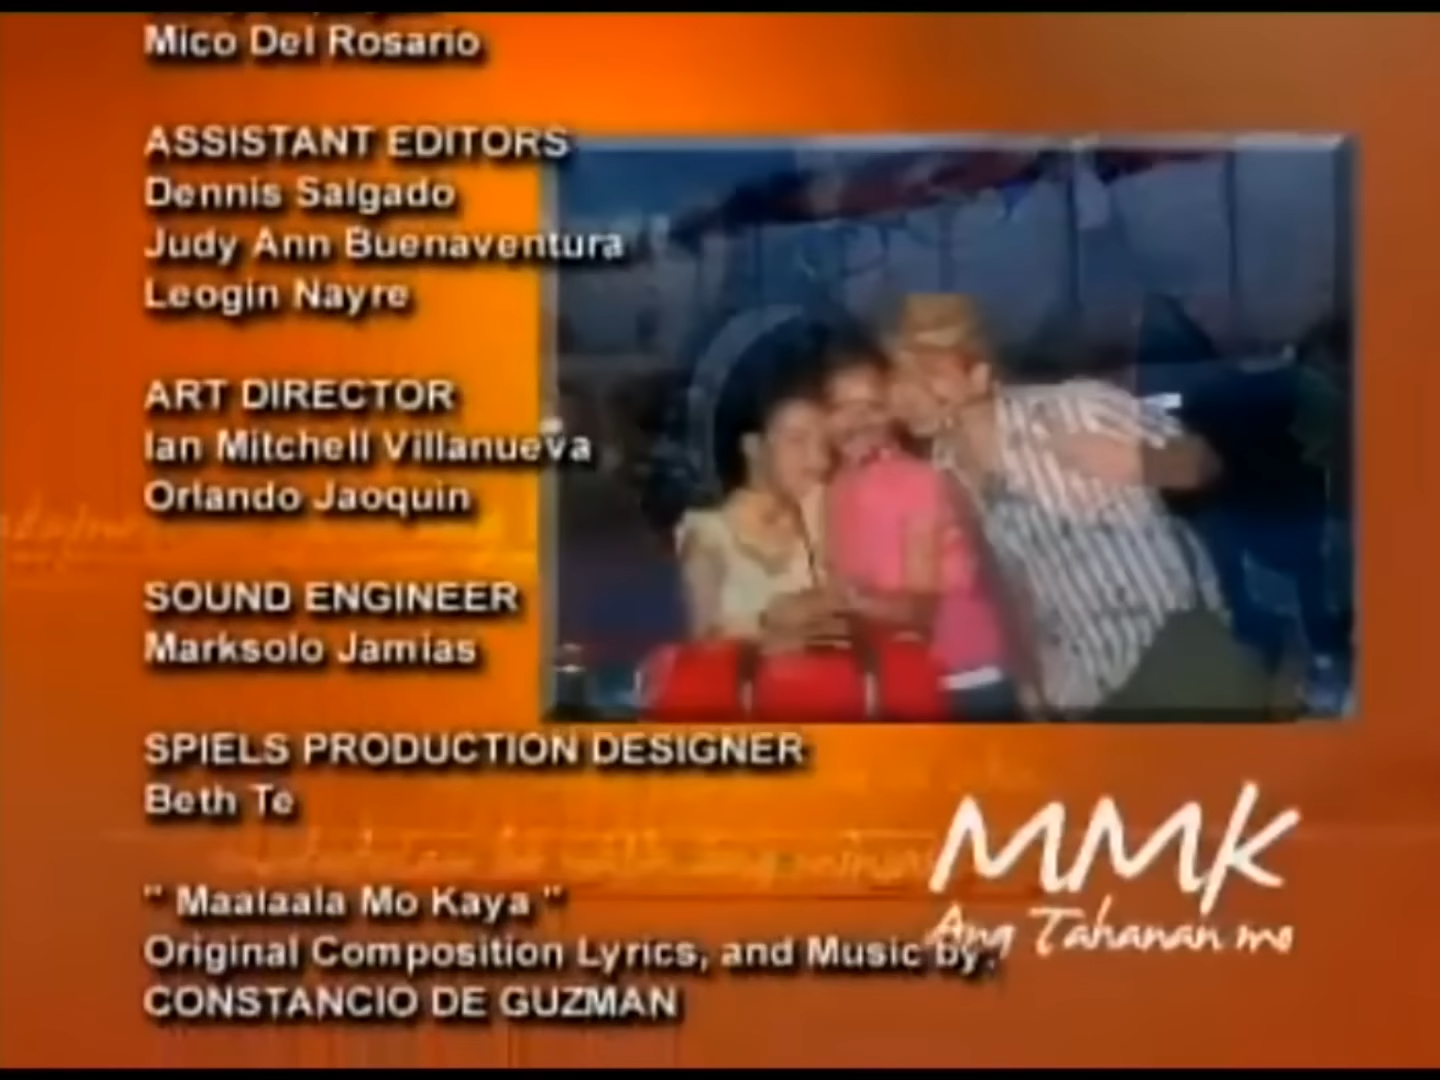 Mico Del Rosario
ASSISTANT EDITORS
Dennis Salgado
Judy Ann Buenaventura
Leogin Nayre
ART DIRECTOR
Ian Mitchell Villanueva
Orlando Jaoquin
SOUND ENGINEER
Marksolo Jamias
SPIELS PRODUCTION DESIGNER
Beth Te
" Maalaala Mo Kaya "
Original Composition Lyrics, and Music by:
CONSTANCIO DE GUZMAN
MMK
Ang Tahanan mo